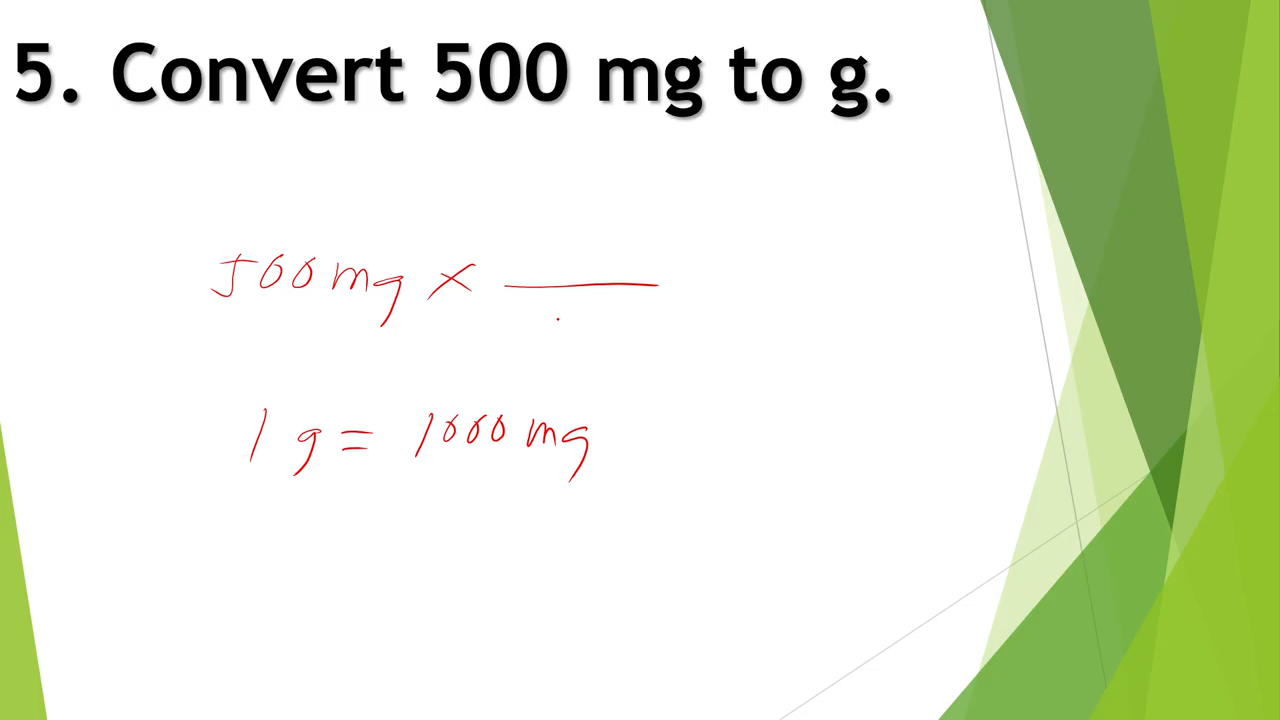 5. Convert 500 mg to g.
500 mg × ———
1 g = 1000 mg